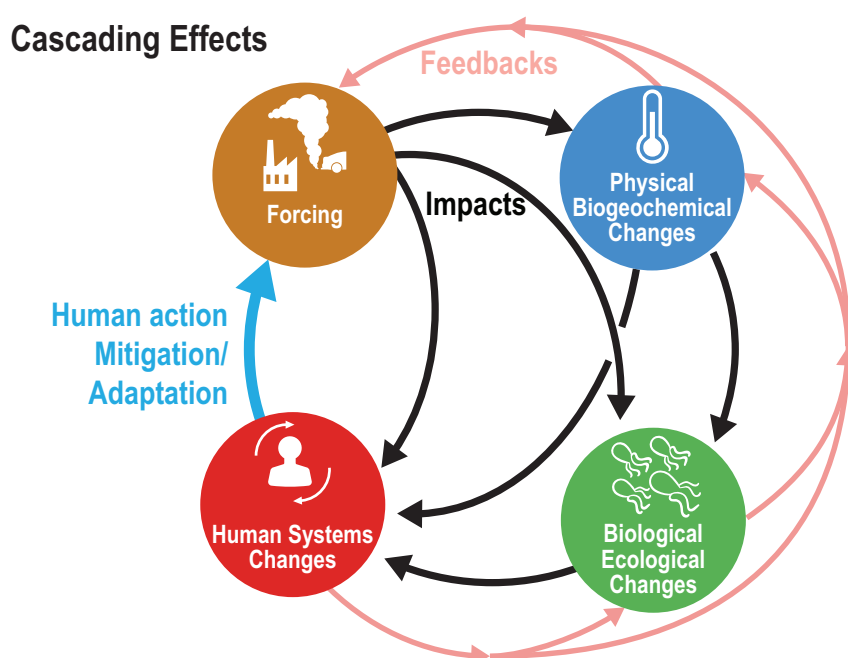 Cascading Effects
Feedbacks
Forcing
Physical
Biogeochemical
Changes
Impacts
Human action
Mitigation/
Adaptation
Human Systems
Changes
Biological
Ecological
Changes